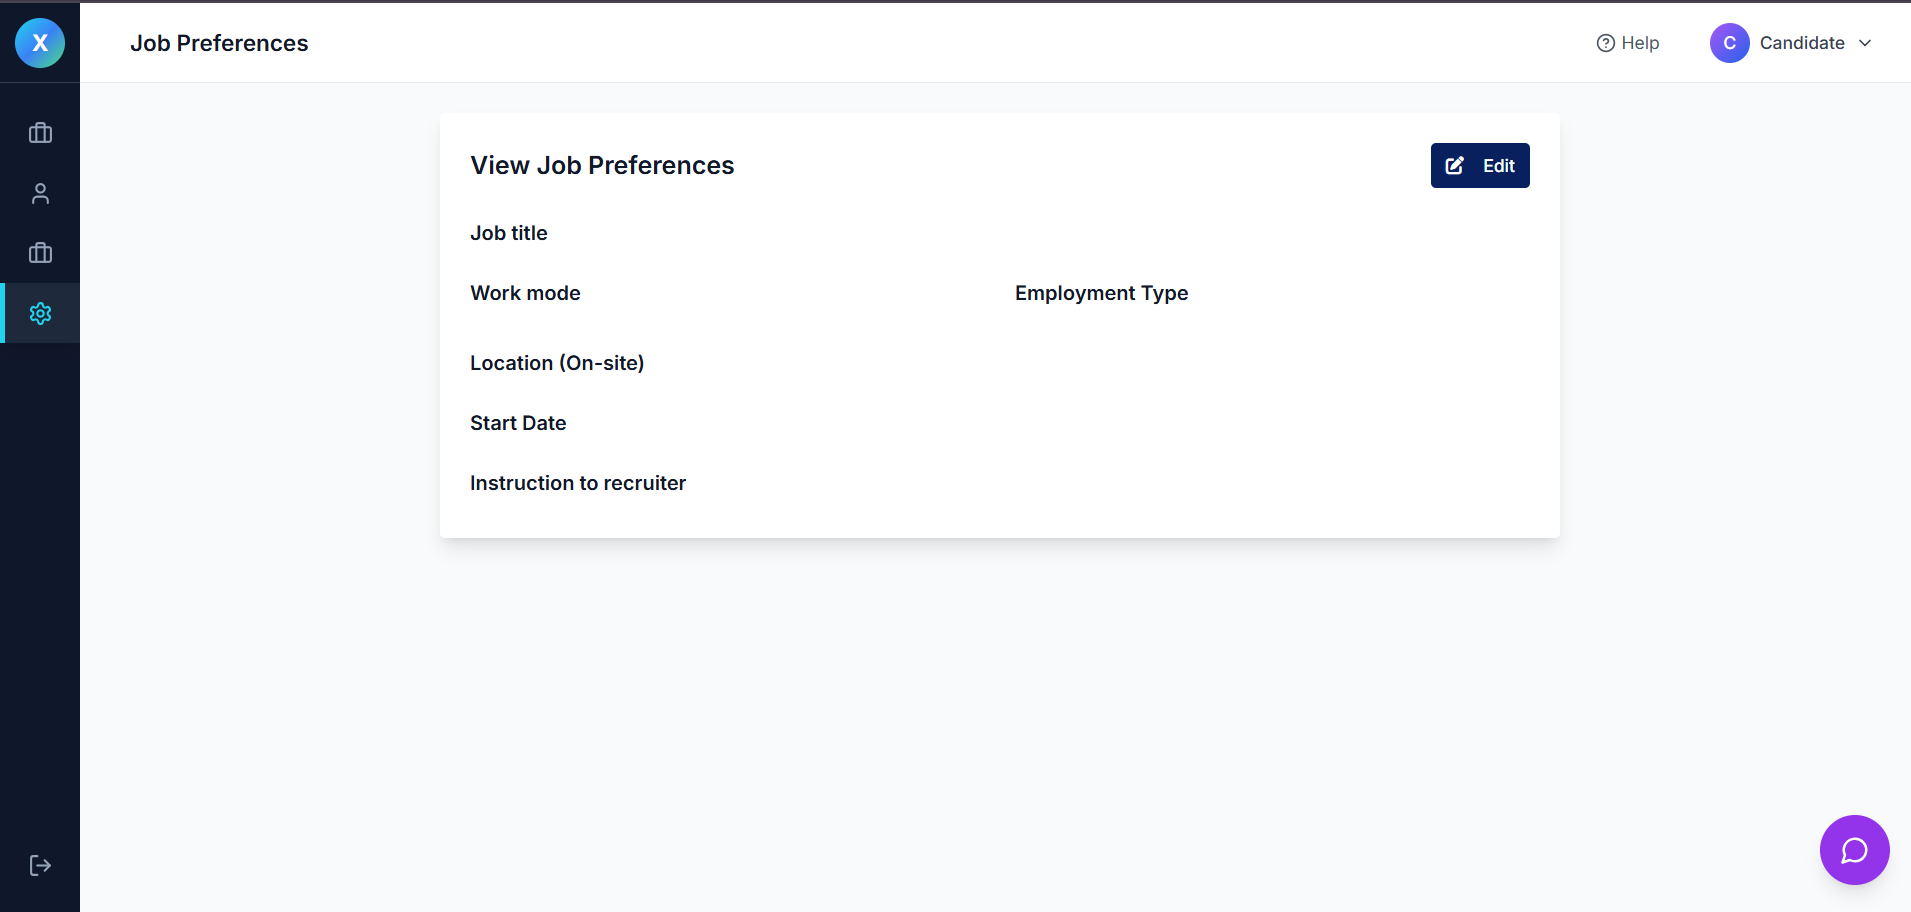 X
Job Preferences
Help
C
Candidate
View Job Preferences
Edit
Job title
Work mode
Employment Type
Location (On-site)
Start Date
Instruction to recruiter